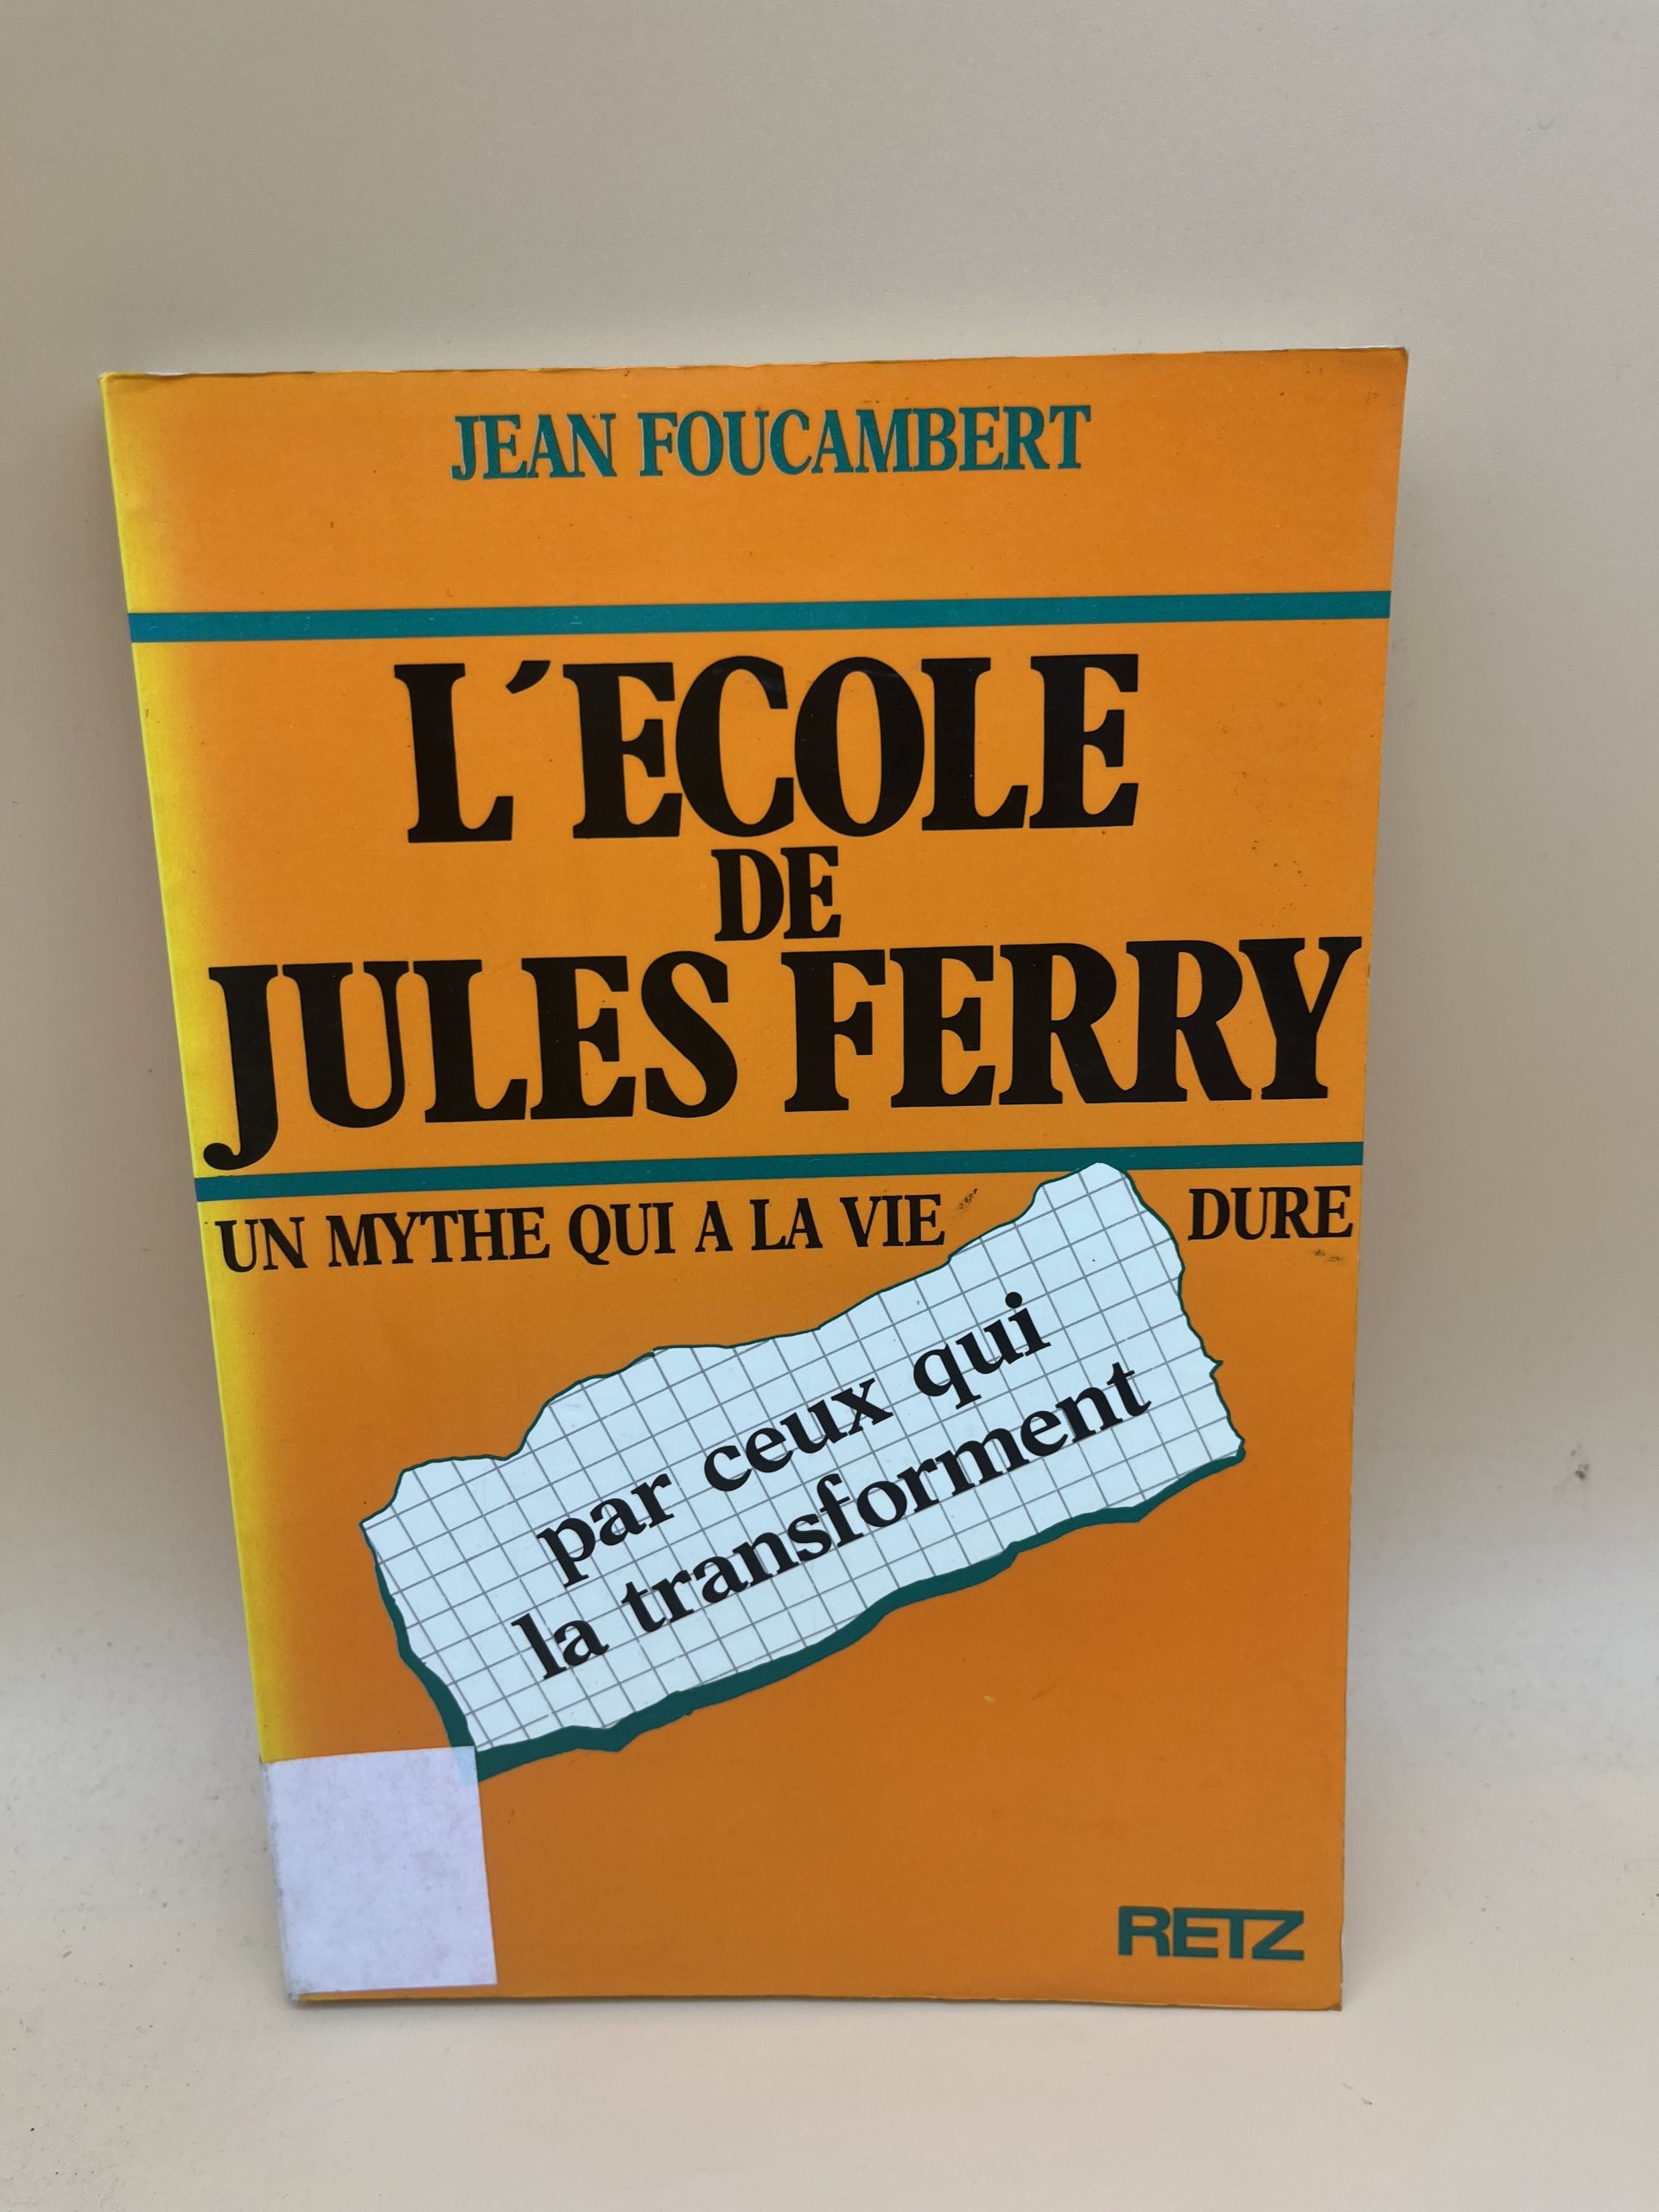 JEAN FOUCAMBERT
L'ECOLE
DE
JULES FERRY
UN MYTHE QUI A LA VIE DURE
par ceux qui
la transforment
RETZ